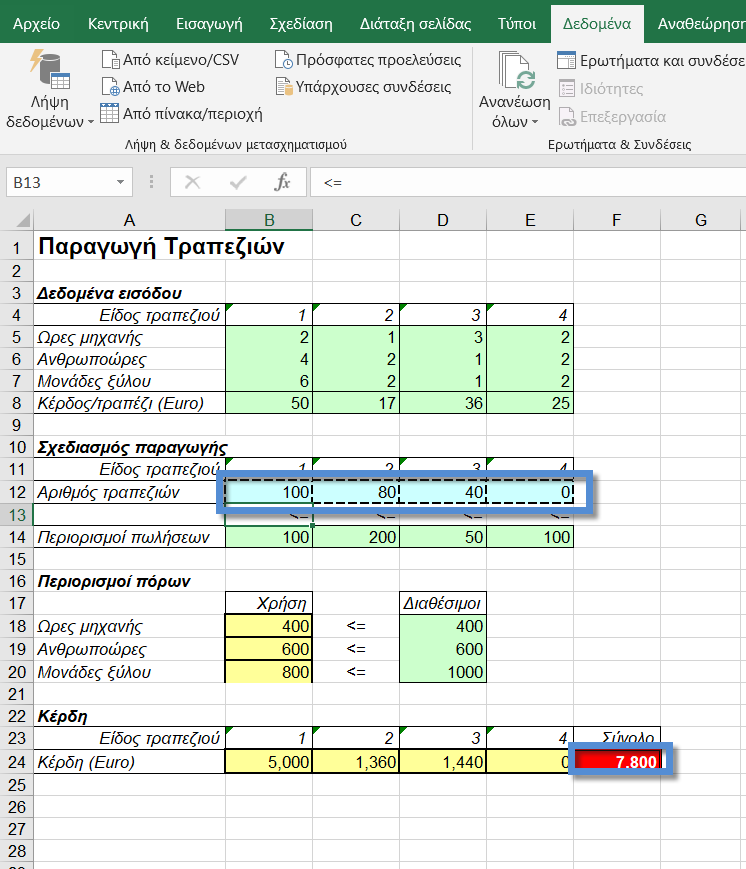 Αρχείο Κεντρική Εισαγωγή Σχεδίαση Διάταξη σελίδας Τύποι Δεδομένα Αναθεώρηση
Λήψη δεδομένων
Από κείμενο/CSV
Από το Web
Από πίνακα/περιοχή
Πρόσφατες προελεύσεις
Υπάρχουσες συνδέσεις
Λήψη & δεδομένων μετασχηματισμού
Ανανέωση όλων
Ερωτήματα και συνδέσε
Ιδιότητες
Επεξεργασία
Ερωτήματα & Συνδέσεις
B13 fx <=
A B C D E F G
1 Παραγωγή Τραπεζιών
2
3 Δεδομένα εισόδου
4 Είδος τραπεζιού 1 2 3 4
5 Ωρες μηχανής 2 1 3 2
6 Ανθρωποώρες 4 2 1 2
7 Μονάδες ξύλου 6 2 1 2
8 Κέρδος/τραπέζι (Euro) 50 17 36 25
9
10 Σχεδιασμός παραγωγής
11 Είδος τραπεζιού 1 2 3 4
12 Αριθμός τραπεζιών 100 80 40 0
13 <= <= <= <=
14 Περιορισμοί πωλήσεων 100 200 50 100
15
16 Περιορισμοί πόρων
17 Χρήση Διαθέσιμοι
18 Ωρες μηχανής 400 <= 400
19 Ανθρωποώρες 600 <= 600
20 Μονάδες ξύλου 800 <= 1000
21
22 Κέρδη
23 Είδος τραπεζιού 1 2 3 4 Σύνολο
24 Κέρδη (Euro) 5,000 1,360 1,440 0 7,800
25
26
27
28